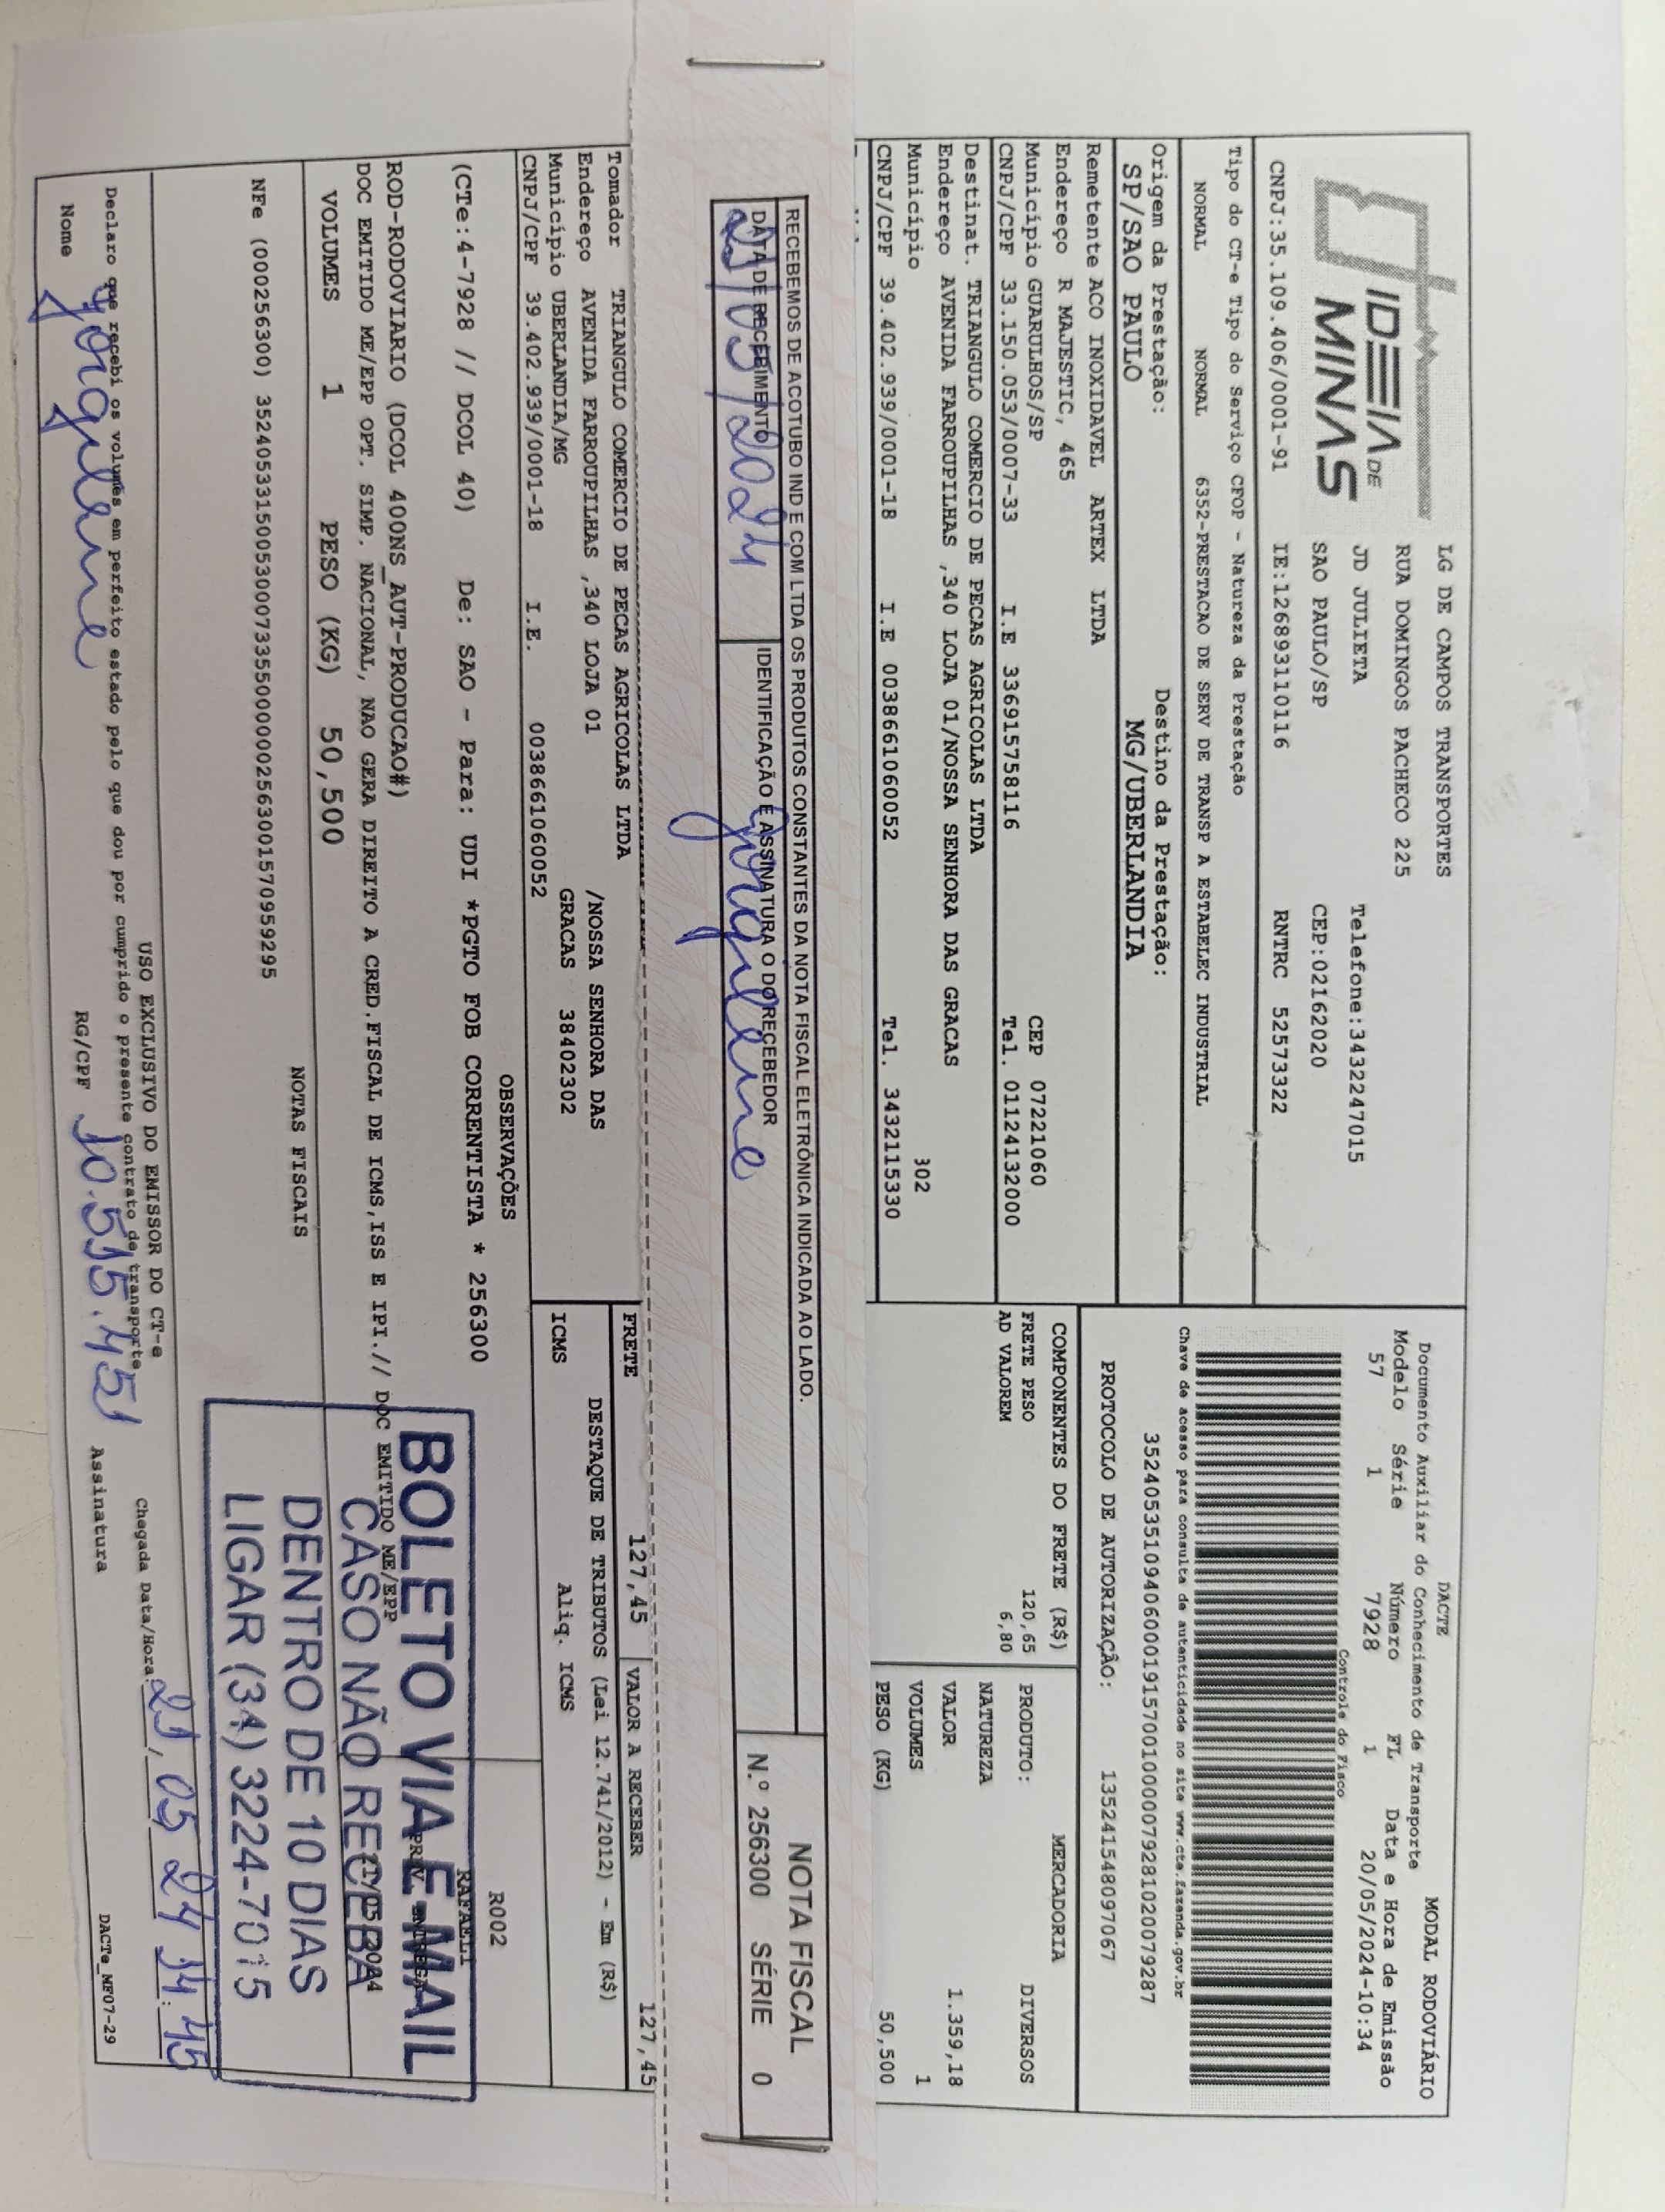 IDEIA DE
MINAS
LG DE CAMPOS TRANSPORTES
RUA DOMINGOS PACHECO 225
JD JULIETA Telefone:3432247015
SAO PAULO/SP CEP:02162020
CNPJ:35.109.406/0001-91 IE:126893110116 RNTRC 52573322
DACTE MODAL RODOVIÁRIO
Documento Auxiliar do Conhecimento de Transporte
Modelo Série Número FL Data e Hora de Emissão
57 1 7928 1 20/05/2024-10:34
Controle do Fisco
Tipo do CT-e Tipo do Serviço CFOP - Natureza da Prestação
NORMAL NORMAL 6352-PRESTACAO DE SERV DE TRANSP A ESTABELEC INDUSTRIAL
Chave de acesso para consulta de autenticidade no site www.cte.fazenda.gov.br
35240535109406000191570010000079281020079287
Origem da Prestação: Destino da Prestação:
SP/SAO PAULO MG/UBERLANDIA
PROTOCOLO DE AUTORIZAÇÃO: 135241548097067
Remetente ACO INOXIDAVEL ARTEX LTDA
Endereço R MAJESTIC, 465
Município GUARULHOS/SP CEP 07221060
CNPJ/CPF 33.150.053/0007-33 I.E 336915758116 Tel. 01124132000
COMPONENTES DO FRETE (R$) MERCADORIA
FRETE PESO 120,65 PRODUTO: DIVERSOS
AD VALOREM 6,80 NATUREZA
VALOR 1.359,18
VOLUMES 1
PESO (KG) 50,500
Destinat. TRIANGULO COMERCIO DE PECAS AGRICOLAS LTDA
Endereço AVENIDA FARROUPILHAS ,340 LOJA 01/NOSSA SENHORA DAS GRACAS
Município 302
CNPJ/CPF 39.402.939/0001-18 I.E 0038661060052 Tel. 3432115330
RECEBEMOS DE ACOTUBO IND E COM LTDA OS PRODUTOS CONSTANTES DA NOTA FISCAL ELETRÔNICA INDICADA AO LADO.
NOTA FISCAL
N.º 256300 SÉRIE 0
DATA DE RECEBIMENTO IDENTIFICAÇÃO E ASSINATURA O DO RECEBEDOR
21/05/2024 Jorgilene
Tomador TRIANGULO COMERCIO DE PECAS AGRICOLAS LTDA
Endereço AVENIDA FARROUPILHAS ,340 LOJA 01 /NOSSA SENHORA DAS
Município UBERLANDIA/MG GRACAS 38402302
CNPJ/CPF 39.402.939/0001-18 I.E. 0038661060052
FRETE 127,45 VALOR A RECEBER 127,45
DESTAQUE DE TRIBUTOS (Lei 12.741/2012) - Em (R$)
ICMS Aliq. ICMS
OBSERVAÇÕES
R002
(CTe:4-7928 // DCOL 40) De: SAO - Para: UDI *PGTO FOB CORRENTISTA * 256300
RAFAELI
PREV. ENTREGA
21/05/2024
ROD-RODOVIARIO (DCOL 400NS_AUT-PRODUCAO#)
DOC EMITIDO ME/EPP OPT. SIMP. NACIONAL, NAO GERA DIREITO A CRED.FISCAL DE ICMS,ISS E IPI.// DOC EMITIDO ME/EPP
VOLUMES 1 PESO (KG) 50,500
BOLETO VIA E-MAIL
CASO NÃO RECEBA
DENTRO DE 10 DIAS
LIGAR (34) 3224-7015
NOTAS FISCAIS
NFe (000256300) 35240533150053000733550000002563001570959295
USO EXCLUSIVO DO EMISSOR DO CT-e
Declaro que recebi os volumes em perfeito estado pelo que dou por cumprido o presente contrato de transporte
Chegada Data/Hora: 21/05 24 14:45
Nome Jorgilene RG/CPF 10.515.451 Assinatura
DACTe_MF07-29